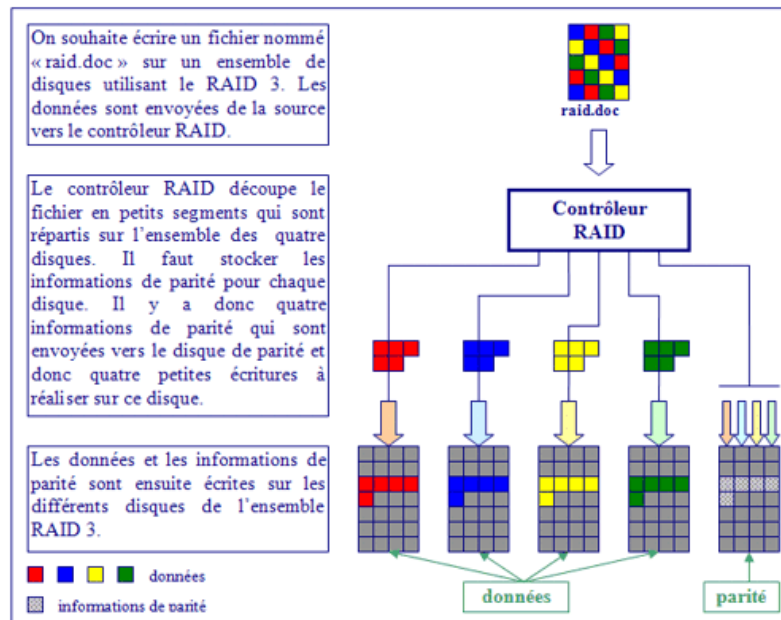 On souhaite écrire un fichier nommé
« raid.doc » sur un ensemble de
disques utilisant le RAID 3. Les
données sont envoyées de la source
vers le contrôleur RAID.
raid.doc
Le contrôleur RAID découpe le
fichier en petits segments qui sont
répartis sur l'ensemble des quatre
disques. Il faut stocker les
informations de parité pour chaque
disque. Il y a donc quatre
informations de parité qui sont
envoyées vers le disque de parité et
donc quatre petites écritures à
réaliser sur ce disque.
Contrôleur
RAID
Les données et les informations de
parité sont ensuite écrites sur les
différents disques de l'ensemble
RAID 3.
données
informations de parité
données
parité